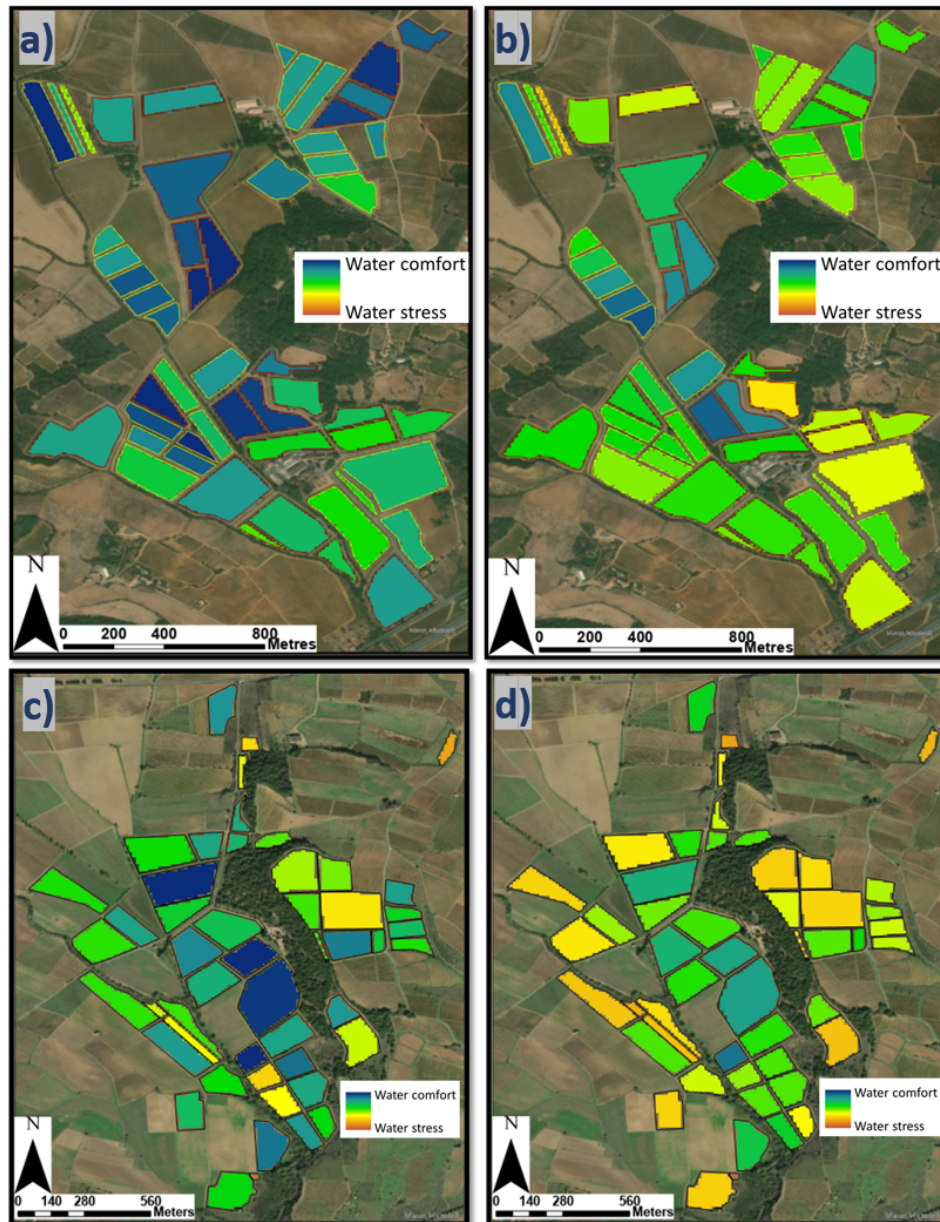 a)
Water comfort
Water stress
N
0 200 400 800
Metres
b)
Water comfort
Water stress
N
0 200 400 800
Metres
c)
Water comfort
Water stress
N
0 140 280 560
Meters
d)
Water comfort
Water stress
N
0 140 280 560
Meters